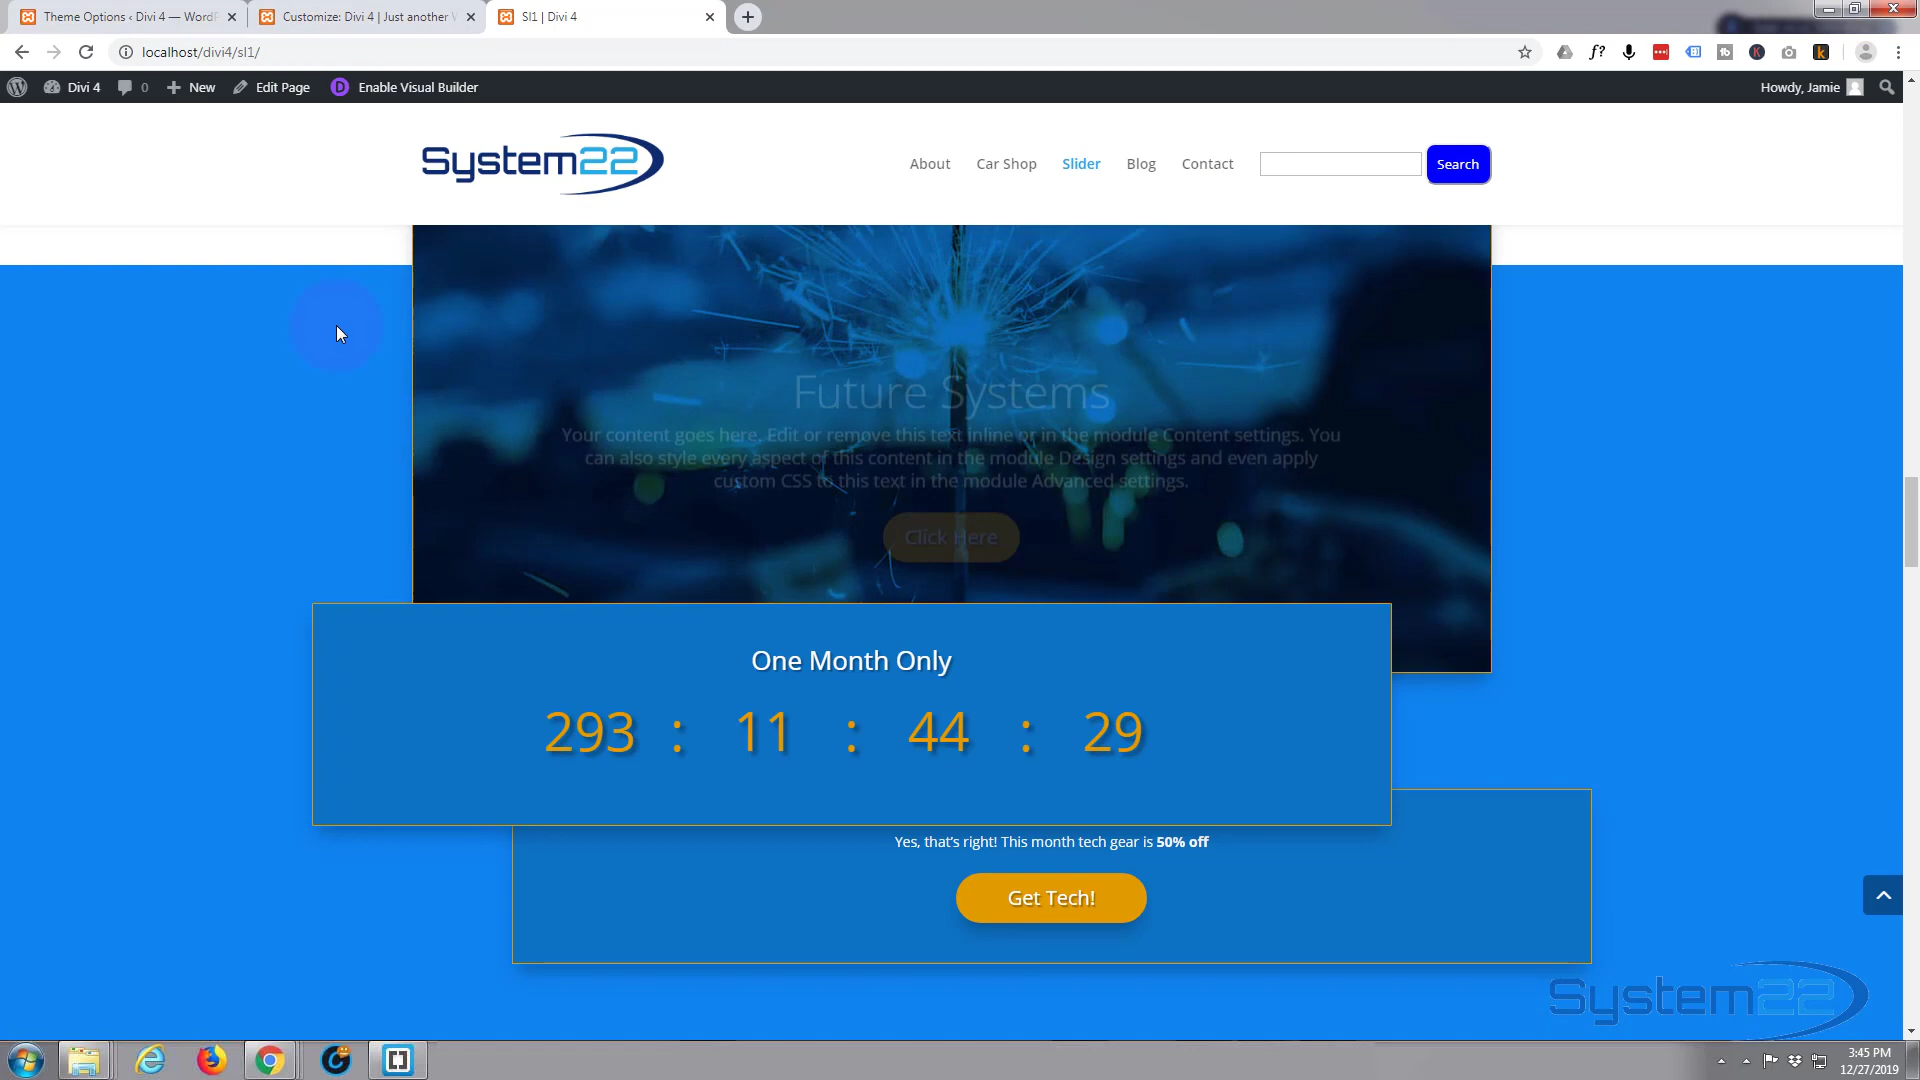 Theme Options ‹ Divi 4 — WordP
Customize: Divi 4 | Just another W
Sl1 | Divi 4
localhost/divi4/sl1/
Divi 4
0
New
Edit Page
Enable Visual Builder
Howdy, Jamie
System22
About
Car Shop
Slider
Blog
Contact
Search
Future Systems
Your content goes here. Edit or remove this text inline or in the module Content settings. You
can also style every aspect of this content in the module Design settings and even apply
custom CSS to this text in the module Advanced settings.
Click Here
One Month Only
293 : 11 : 44 : 29
Yes, that's right! This month tech gear is 50% off
Get Tech!
System22
3:45 PM
12/27/2019